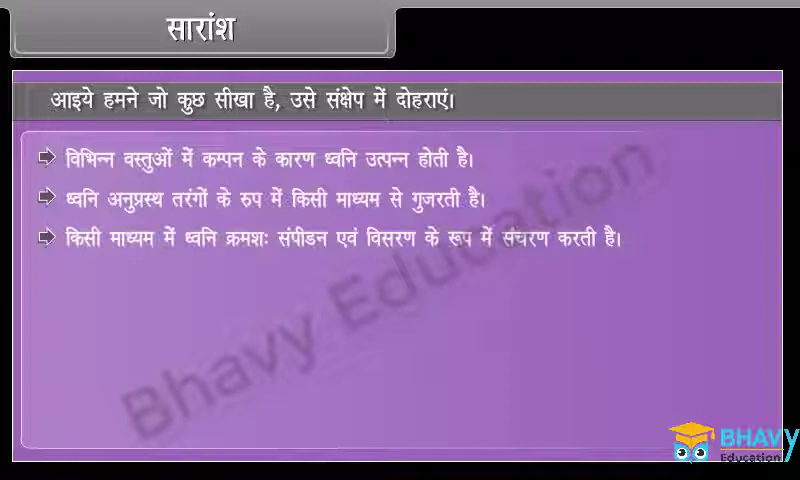 सारांश
आइये हमने जो कुछ सीखा है, उसे संक्षेप में दोहराएं।
विभिन्न वस्तुओं में कम्पन के कारण ध्वनि उत्पन्न होती है।
ध्वनि अनुप्रस्थ तरंगों के रुप में किसी माध्यम से गुजरती है।
किसी माध्यम में ध्वनि क्रमशः संपीडन एवं विसरण के रूप में संचरण करती है।
Bhavy Education
BHAVY
Education